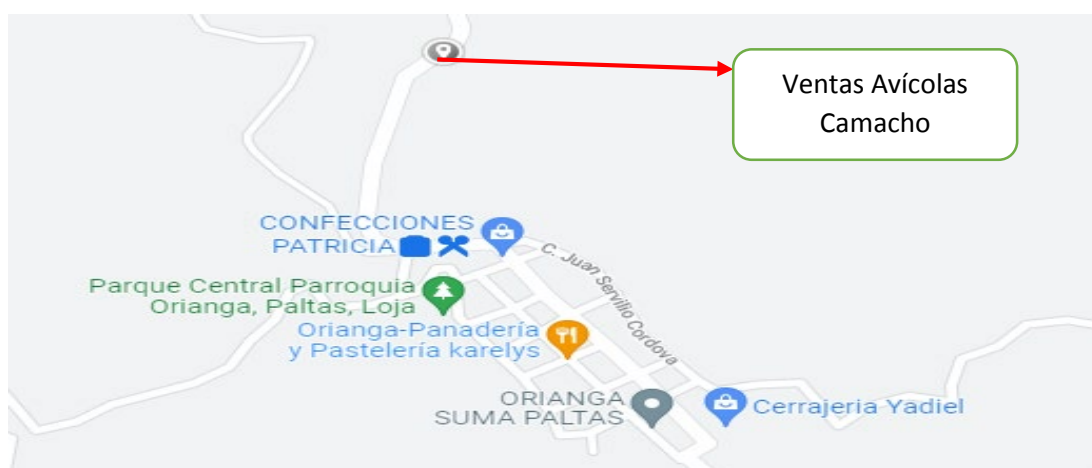 Ventas Avícolas
Camacho
CONFECCIONES
PATRICIA
C. Juan Servilio Cordova
Parque Central Parroquia
Orianga, Paltas, Loja
Orianga-Panadería
y Pastelería karelys
ORIANGA
SUMA PALTAS
Cerrajeria Yadiel